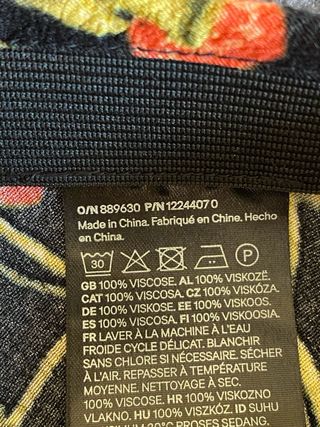 O/N 889630 P/N 1224407 0
Made in China. Fabriqué en Chine. Hecho
en China.
30 P
GB 100% VISCOSE. AL 100% VISKOZË.
CAT 100% VISCOSA. CZ 100% VISKÓZA.
DE 100% VISKOSE. EE 100% VISKOOS.
ES 100% VISCOSA. FI 100% VISKOOSIA.
FR LAVER À LA MACHINE À L'EAU
FROIDE CYCLE DÉLICAT. BLANCHIR
SANS CHLORE SI NÉCESSAIRE. SÉCHER
À L'AIR. REPASSER À TEMPÉRATURE
MOYENNE. NETTOYAGE À SEC.
100% VISCOSE. HR 100% VISKOZNO
VLAKNO. HU 100% VISZKÓZ. ID SUHU